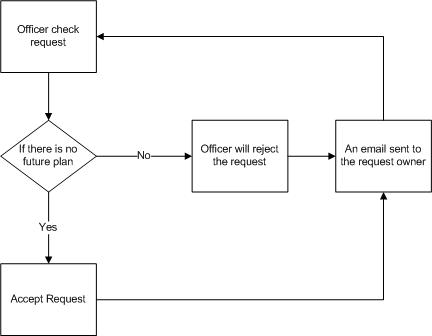 Officer check
request
If there is no
future plan
No
Officer will reject
the request
An email sent to
the request owner
Yes
Accept Request